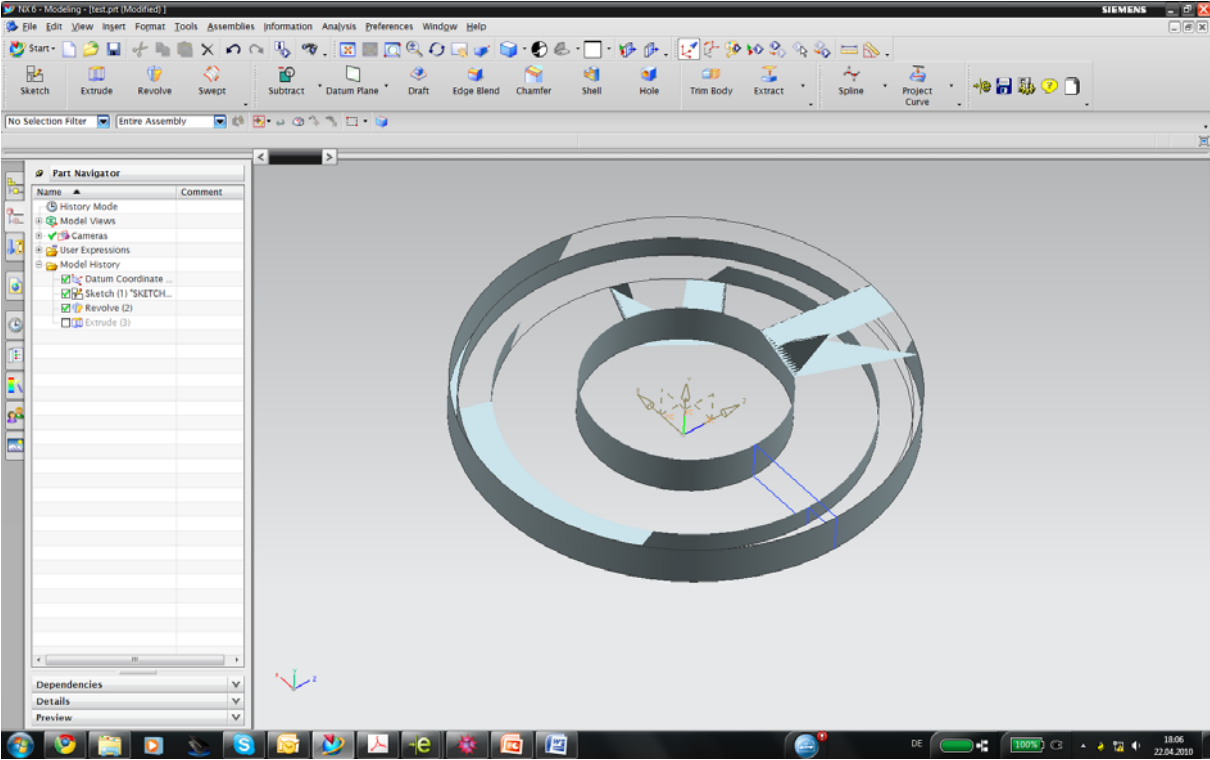 NX 6 - Modeling - [test.prt (Modified) ]
SIEMENS
File Edit View Insert Format Tools Assemblies Information Analysis Preferences Window Help
Start
Sketch Extrude Revolve Swept Subtract Datum Plane Draft Edge Blend Chamfer Shell Hole Trim Body Extract Spline Project Curve
No Selection Filter Entire Assembly
Part Navigator
Name Comment
History Mode
Model Views
Cameras
User Expressions
Model History
Datum Coordinate ...
Sketch (1) "SKETCH...
Revolve (2)
Extrude (3)
Dependencies
Details
Preview
X Y Z
DE 100% 18:06
22.04.2010